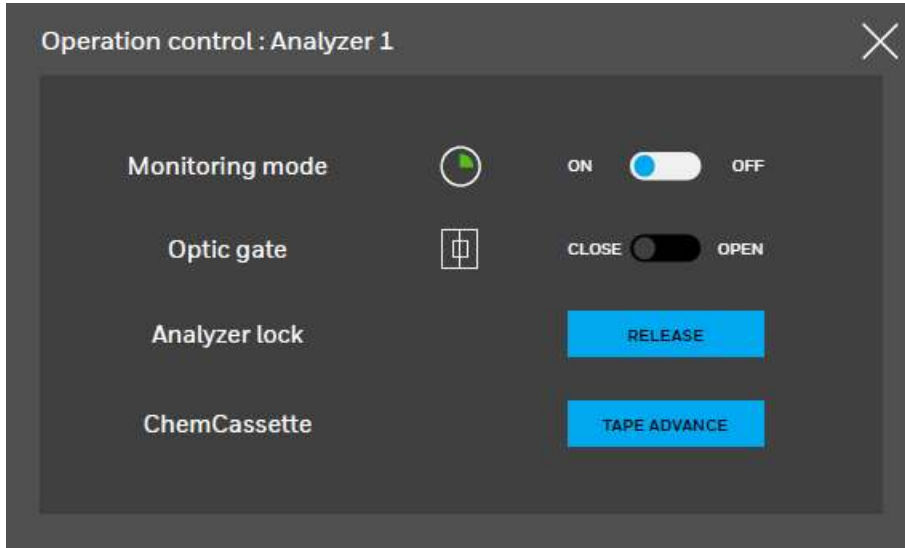 Operation control : Analyzer 1
Monitoring mode ON OFF
Optic gate CLOSE OPEN
Analyzer lock RELEASE
ChemCassette TAPE ADVANCE